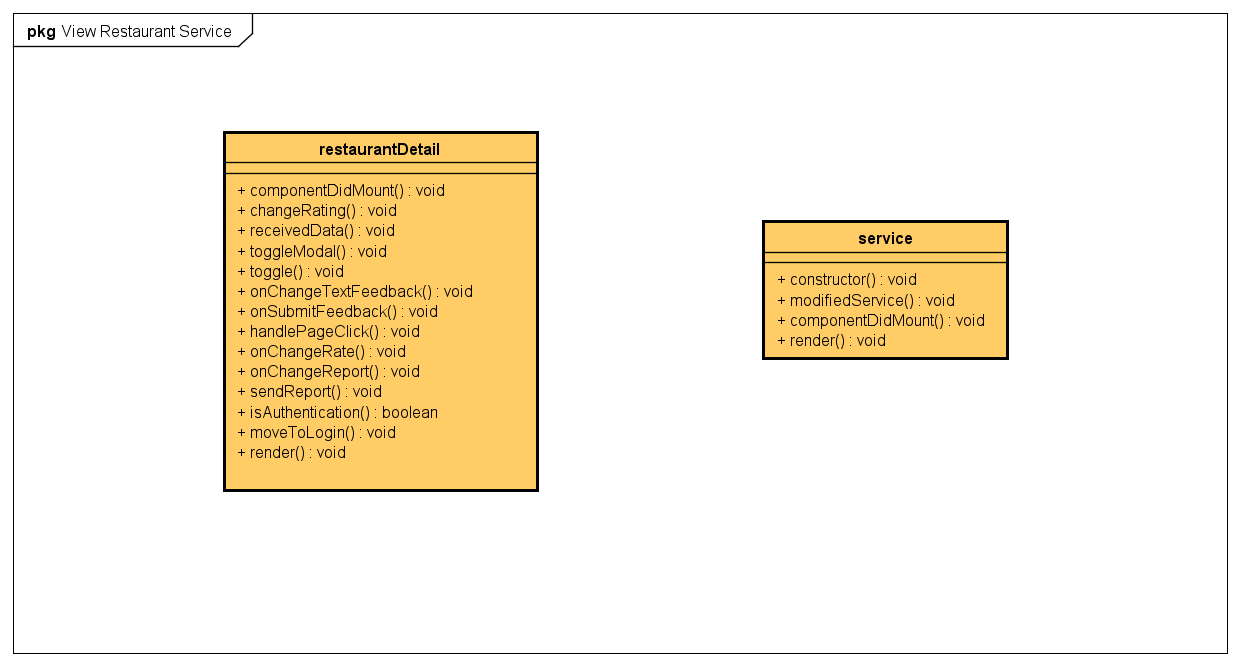 pkg View Restaurant Service
restaurantDetail
+ componentDidMount() : void
+ changeRating() : void
+ receivedData() : void
+ toggleModal() : void
+ toggle() : void
+ onChangeTextFeedback() : void
+ onSubmitFeedback() : void
+ handlePageClick() : void
+ onChangeRate() : void
+ onChangeReport() : void
+ sendReport() : void
+ isAuthentication() : boolean
+ moveToLogin() : void
+ render() : void
service
+ constructor() : void
+ modifiedService() : void
+ componentDidMount() : void
+ render() : void